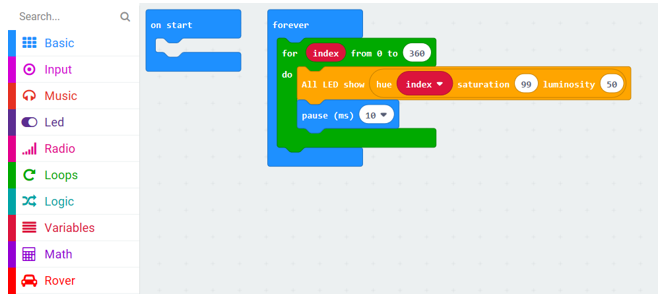 Search...
Basic
Input
Music
Led
Radio
Loops
Logic
Variables
Math
Rover
on start
forever
for index from 0 to 360
do
All LED show hue index saturation 99 luminosity 50
pause (ms) 10